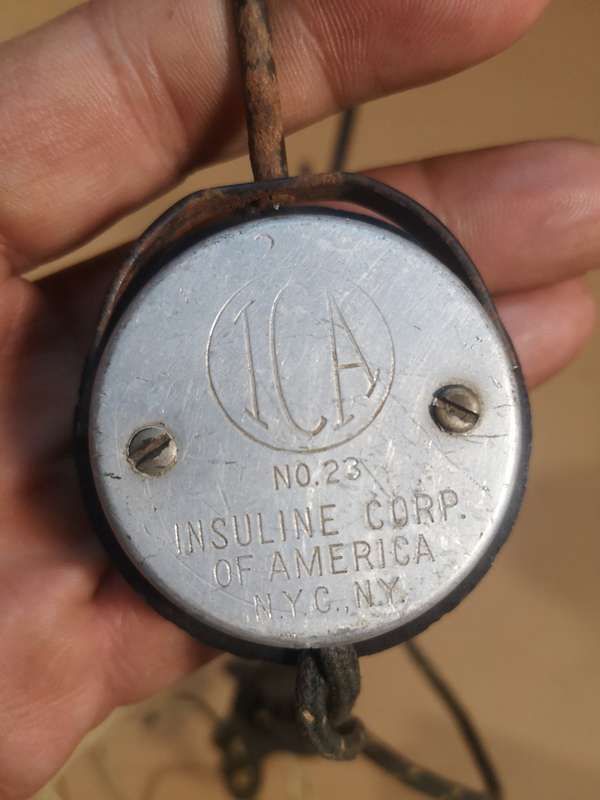 ICA
NO.23
INSULINE CORP.
OF AMERICA
N.Y.C., N.Y.